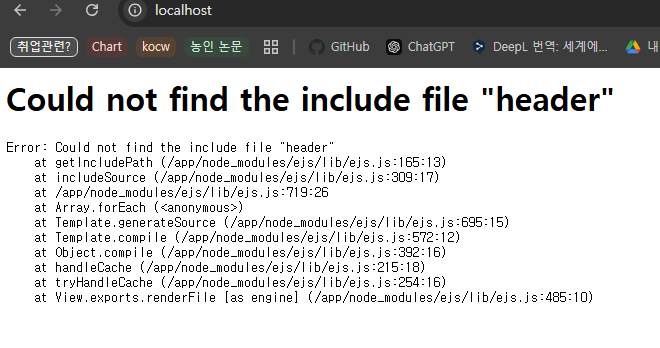 localhost
취업관련? Chart kocw 농인 논문 GitHub ChatGPT DeepL 번역: 세계에... 내
Could not find the include file "header"
Error: Could not find the include file "header"
at getIncludePath (/app/node_modules/ejs/lib/ejs.js:165:13)
at includeSource (/app/node_modules/ejs/lib/ejs.js:309:17)
at /app/node_modules/ejs/lib/ejs.js:719:26
at Array.forEach (<anonymous>)
at Template.generateSource (/app/node_modules/ejs/lib/ejs.js:695:15)
at Template.compile (/app/node_modules/ejs/lib/ejs.js:572:12)
at Object.compile (/app/node_modules/ejs/lib/ejs.js:392:16)
at handleCache (/app/node_modules/ejs/lib/ejs.js:215:18)
at tryHandleCache (/app/node_modules/ejs/lib/ejs.js:254:16)
at View.exports.renderFile [as engine] (/app/node_modules/ejs/lib/ejs.js:485:10)